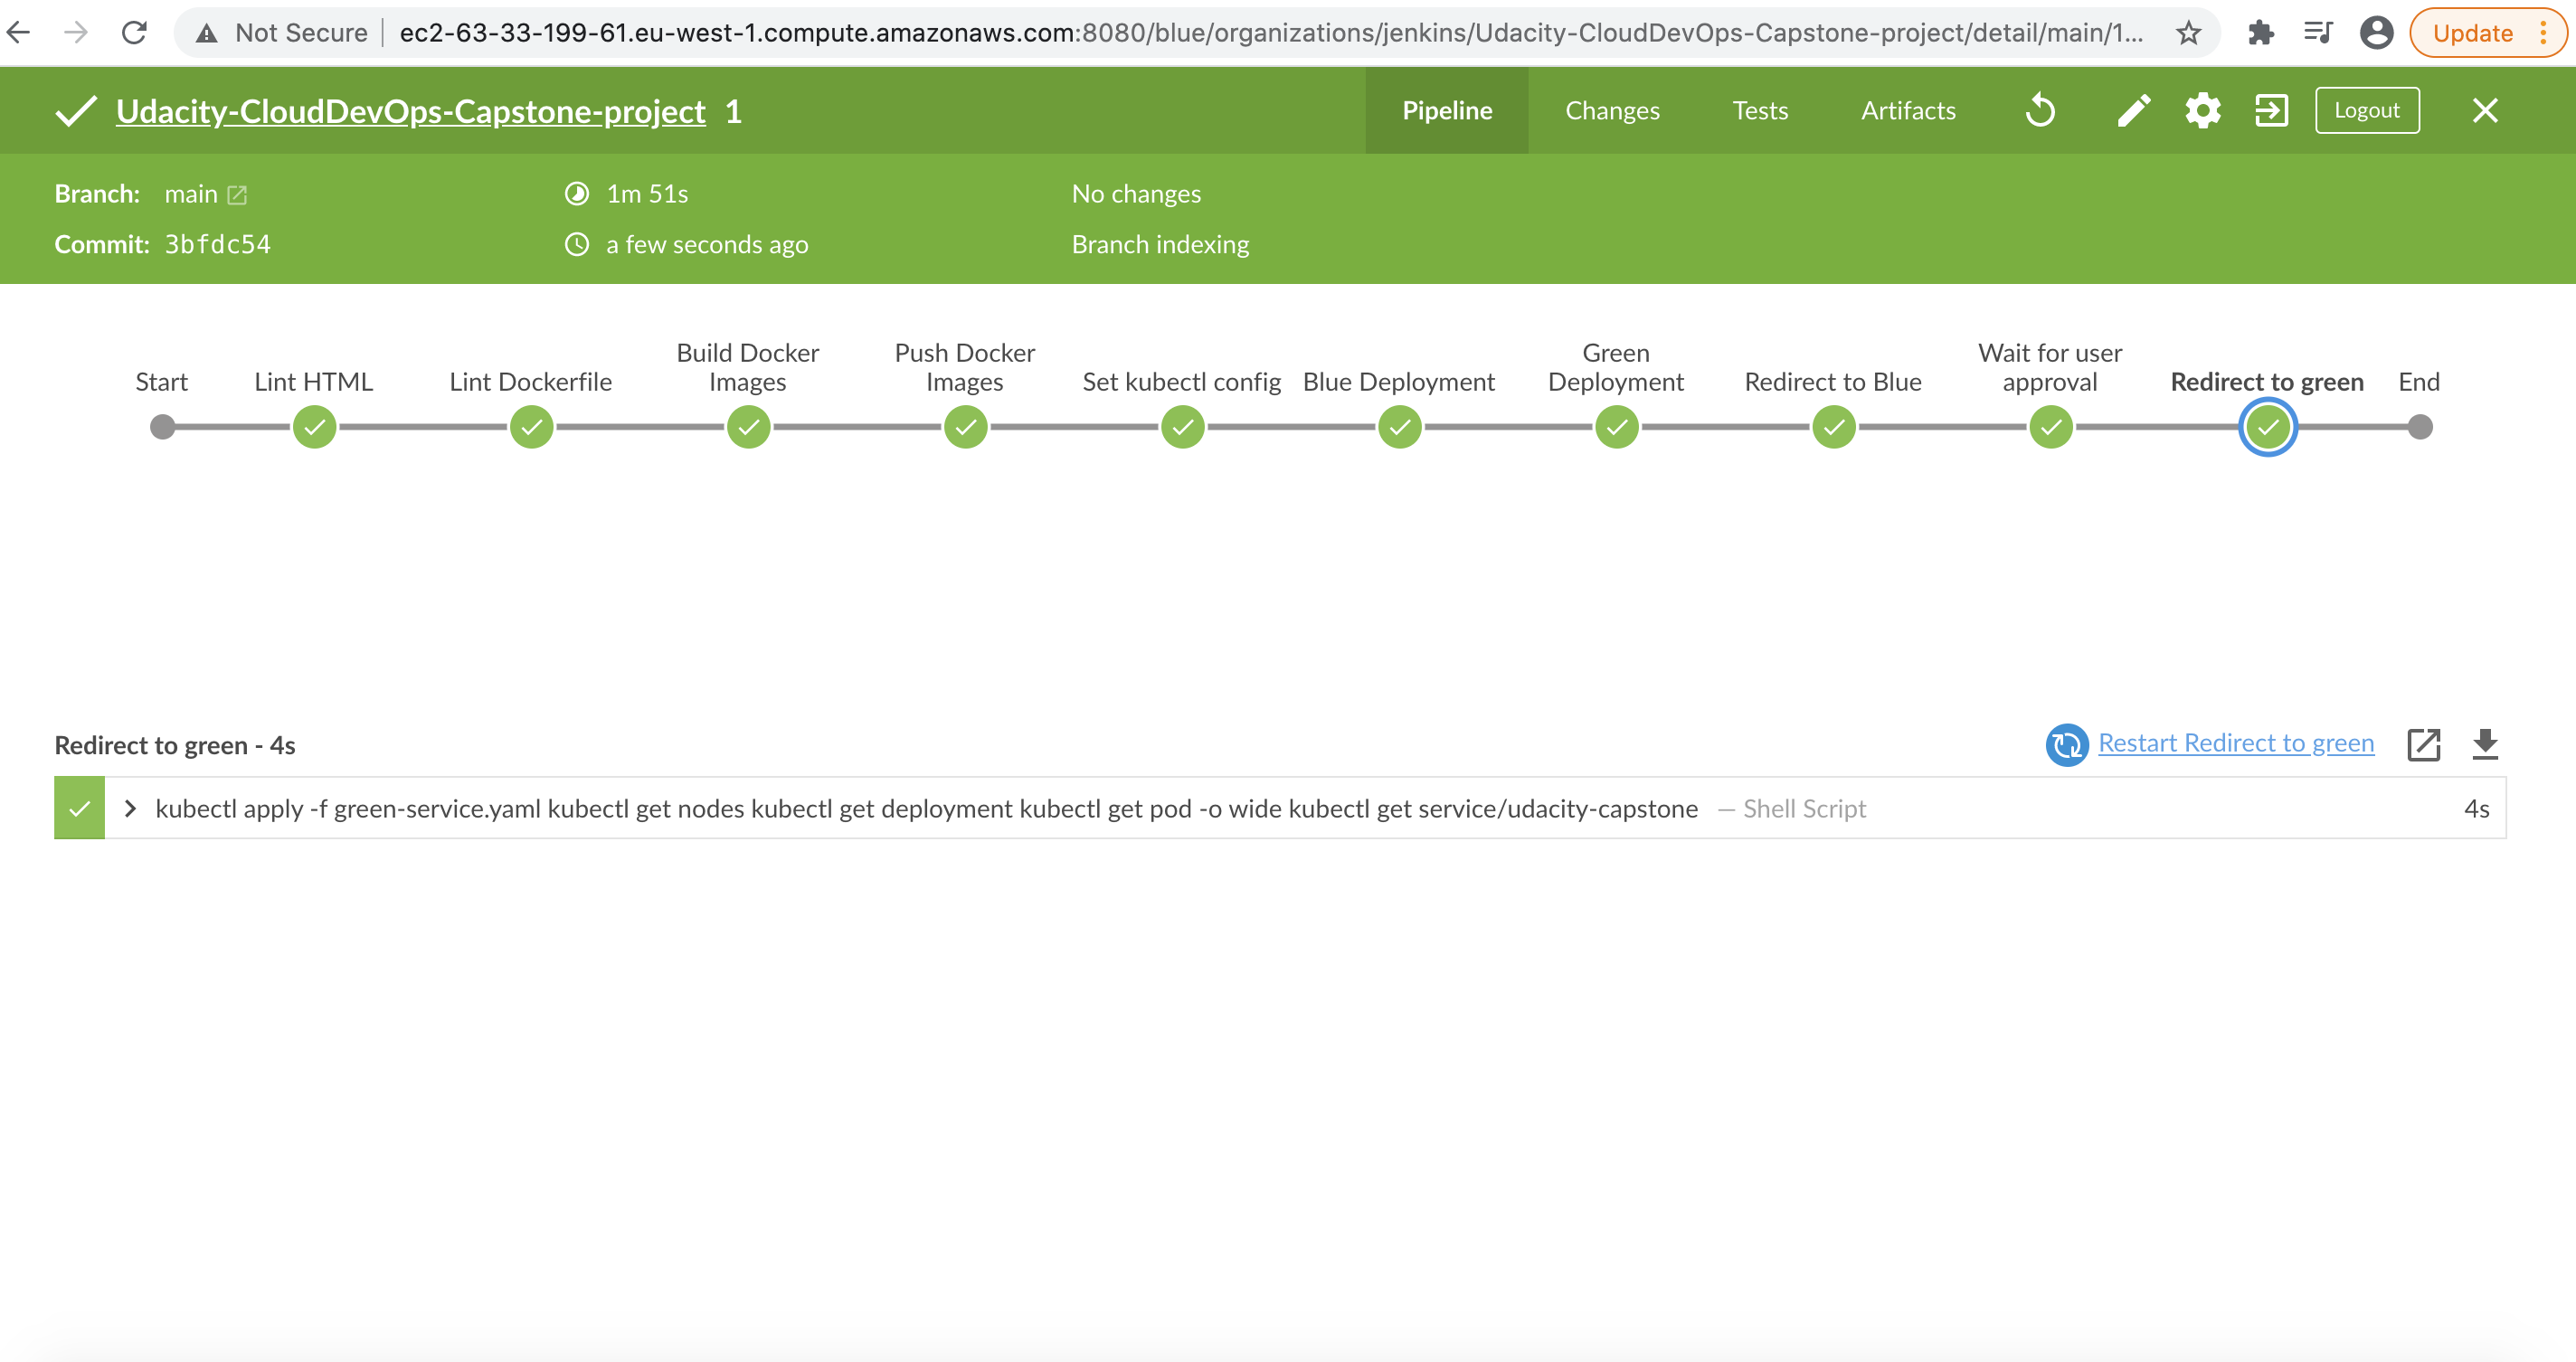 Not Secure ec2-63-33-199-61.eu-west-1.compute.amazonaws.com:8080/blue/organizations/jenkins/Udacity-CloudDevOps-Capstone-project/detail/main/1... Update
Udacity-CloudDevOps-Capstone-project 1 Pipeline Changes Tests Artifacts Logout
Branch: main 1m 51s No changes
Commit: 3bfdc54 a few seconds ago Branch indexing
Start
Lint HTML
Lint Dockerfile
Build Docker
Images
Push Docker
Images
Set kubectl config
Blue Deployment
Green
Deployment
Redirect to Blue
Wait for user
approval
Redirect to green
End
Redirect to green - 4s Restart Redirect to green
kubectl apply -f green-service.yaml kubectl get nodes kubectl get deployment kubectl get pod -o wide kubectl get service/udacity-capstone — Shell Script 4s